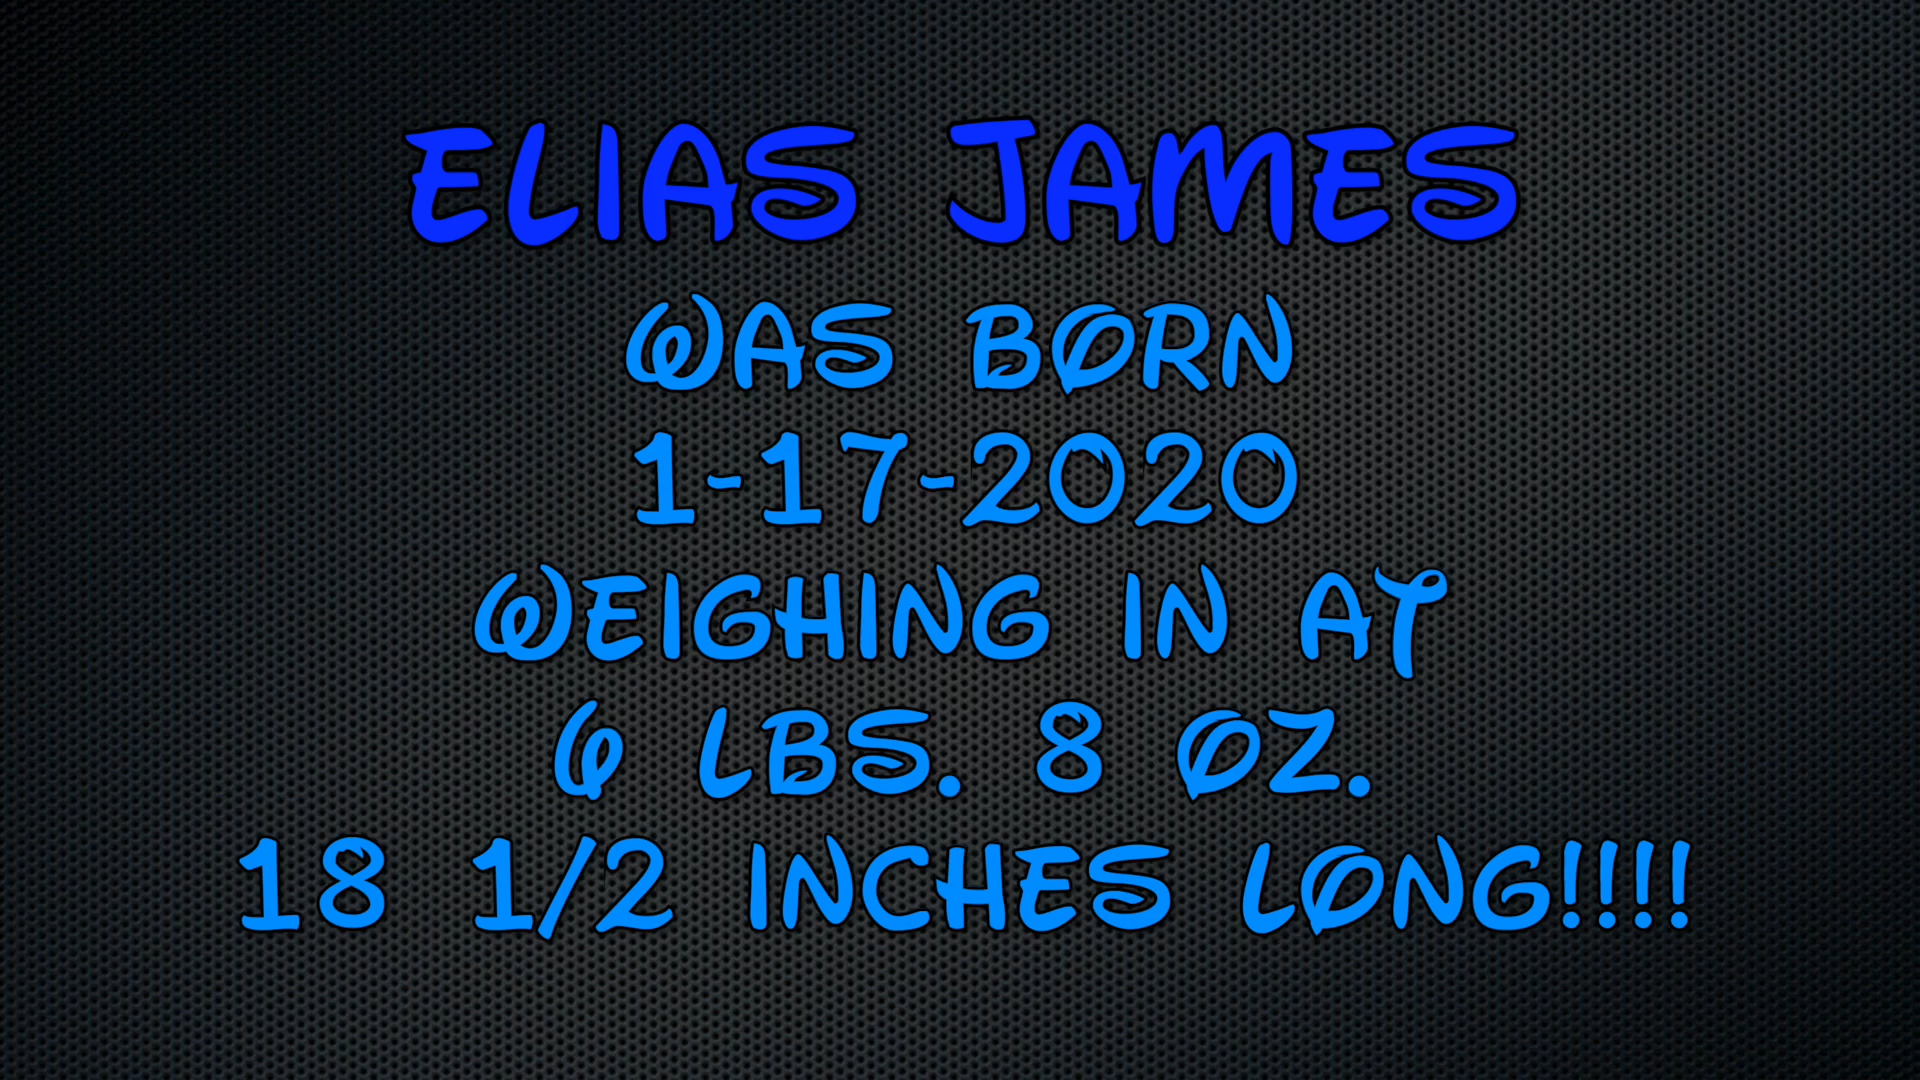 ELIAS JAMES
WAS BORN
1-17-2020
WEIGHING IN AT
6 LBS. 8 OZ.
18 1/2 INCHES LONG!!!!